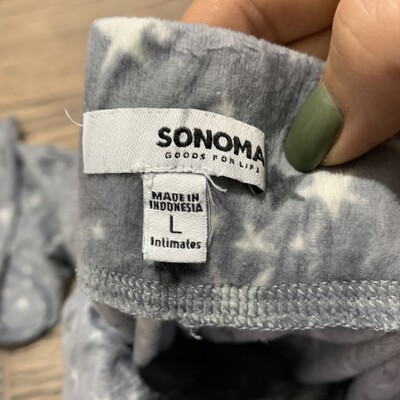 SONOMA
GOODS FOR LIFE
MADE IN
INDONESIA
L
Intimates